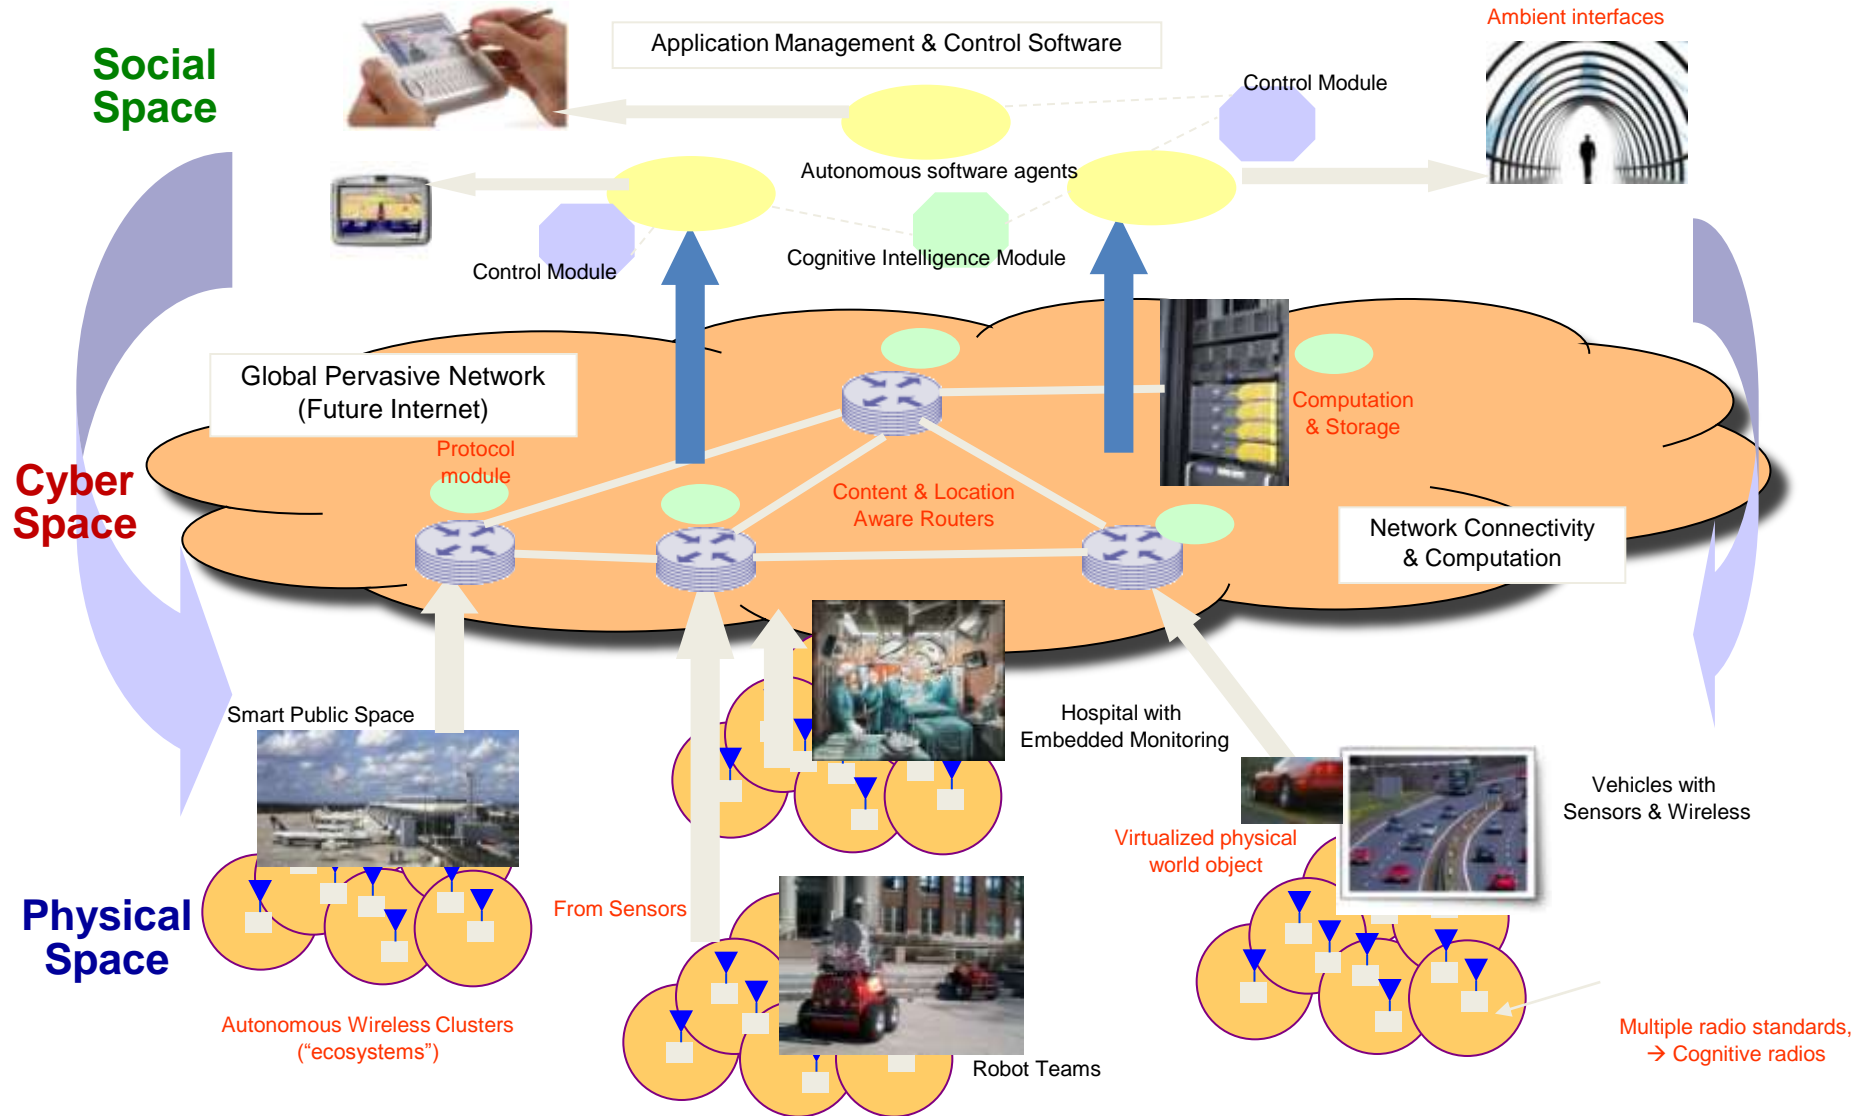 Ambient interfaces
Application Management & Control Software
Social
Space
Control Module
Autonomous software agents
Cognitive Intelligence Module
Control Module
Global Pervasive Network
(Future Internet)
Computation
& Storage
Protocol
module
Cyber
Space
Content & Location
Aware Routers
Network Connectivity
& Computation
Smart Public Space
Hospital with
Embedded Monitoring
Vehicles with
Sensors & Wireless
Virtualized physical
world object
From Sensors
Physical
Space
Autonomous Wireless Clusters
(“ecosystems”)
Multiple radio standards,
→ Cognitive radios
Robot Teams